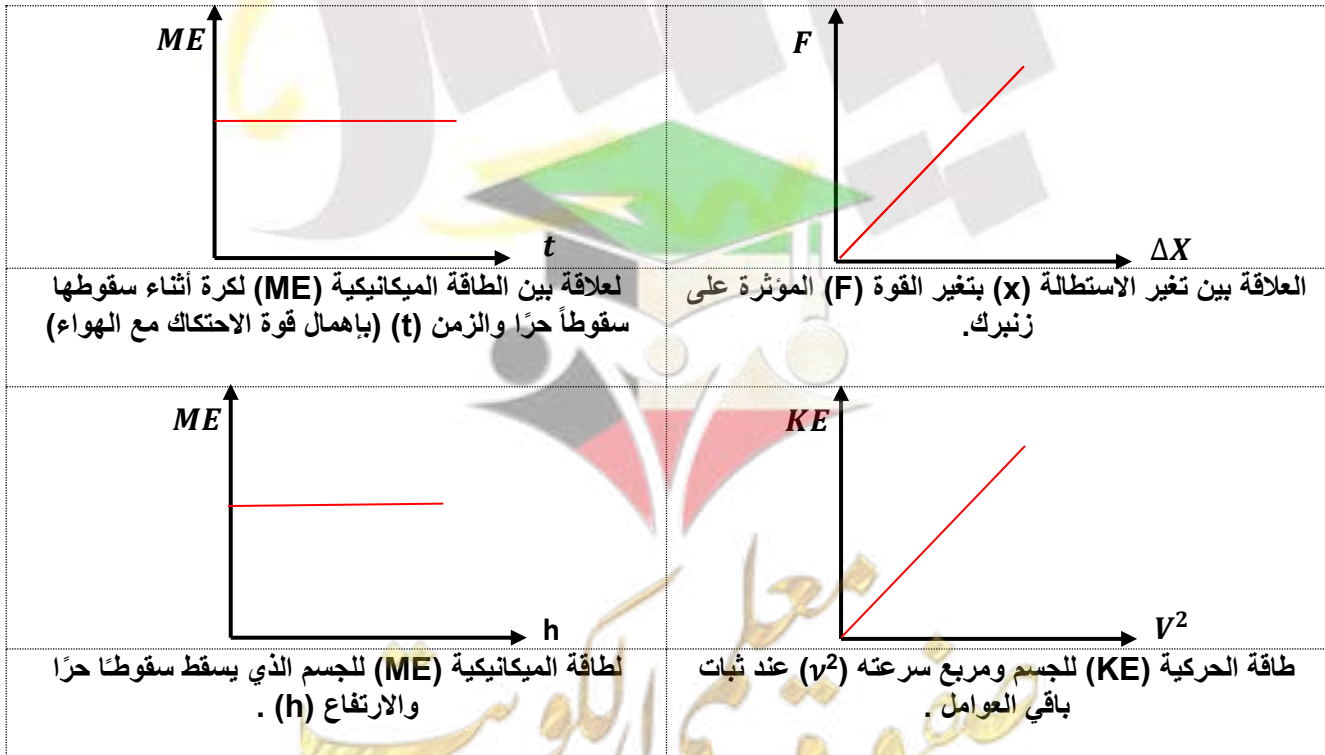 F
ΔX
العلاقة بين تغير الاستطالة (x) بتغير القوة (F) المؤثرة على
زنبرك.
ME
t
لعلاقة بين الطاقة الميكانيكية (ME) لكرة أثناء سقوطها
سقوطاً حرًا والزمن (t) (بإهمال قوة الاحتكاك مع الهواء)
KE
V²
طاقة الحركية (KE) للجسم ومربع سرعته (v²) عند ثبات
باقي العوامل .
ME
h
لطاقة الميكانيكية (ME) للجسم الذي يسقط سقوطًا حرًا
والارتفاع (h) .
معلم
الكويت